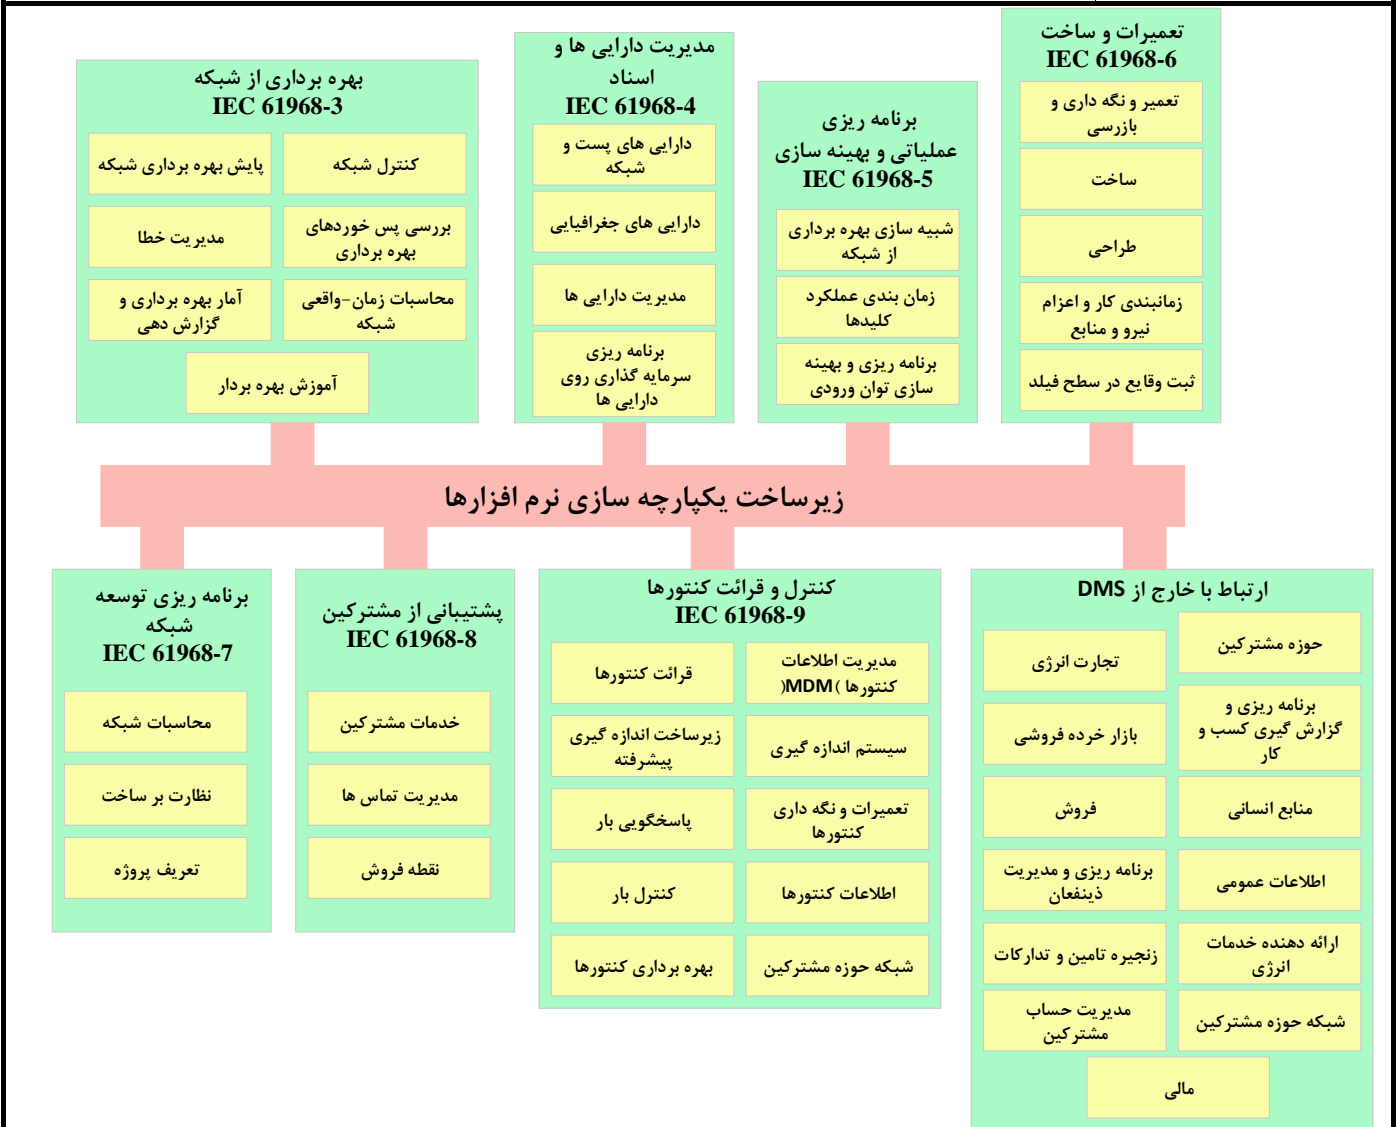 تعمیرات و ساخت
IEC 61968-6
تعمیر و نگه داری و
بازرسی
ساخت
طراحی
زمانبندی کار و اعزام
نیرو و منابع
ثبت وقایع در سطح فیلد
برنامه ریزی
عملیاتی و بهینه سازی
IEC 61968-5
شبیه سازی بهره برداری
از شبکه
زمان بندی عملکرد
کلیدها
برنامه ریزی و بهینه
سازی توان ورودی
مدیریت دارایی ها و
اسناد
IEC 61968-4
دارایی های پست و
شبکه
دارایی های جغرافیایی
مدیریت دارایی ها
برنامه ریزی
سرمایه گذاری روی
دارایی ها
بهره برداری از شبکه
IEC 61968-3
کنترل شبکه
پایش بهره برداری شبکه
بررسی پس خوردهای
بهره برداری
مدیریت خطا
محاسبات زمان-واقعی
شبکه
آمار بهره برداری و
گزارش دهی
آموزش بهره بردار
زیرساخت یکپارچه سازی نرم افزارها
ارتباط با خارج از DMS
حوزه مشترکین
تجارت انرژی
برنامه ریزی و
گزارش گیری کسب و
کار
بازار خرده فروشی
منابع انسانی
فروش
اطلاعات عمومی
برنامه ریزی و مدیریت
ذینفعان
ارائه دهنده خدمات
انرژی
زنجیره تامین و تدارکات
شبکه حوزه مشترکین
مدیریت حساب
مشترکین
مالی
کنترل و قرائت کنتورها
IEC 61968-9
مدیریت اطلاعات
کنتورها )MDM(
قرائت کنتورها
سیستم اندازه گیری
زیرساخت اندازه گیری
پیشرفته
تعمیرات و نگه داری
کنتورها
پاسخگویی بار
اطلاعات کنتورها
کنترل بار
شبکه حوزه مشترکین
بهره برداری کنتورها
پشتیبانی از مشترکین
IEC 61968-8
خدمات مشترکین
مدیریت تماس ها
نقطه فروش
برنامه ریزی توسعه
شبکه
IEC 61968-7
محاسبات شبکه
نظارت بر ساخت
تعریف پروژه